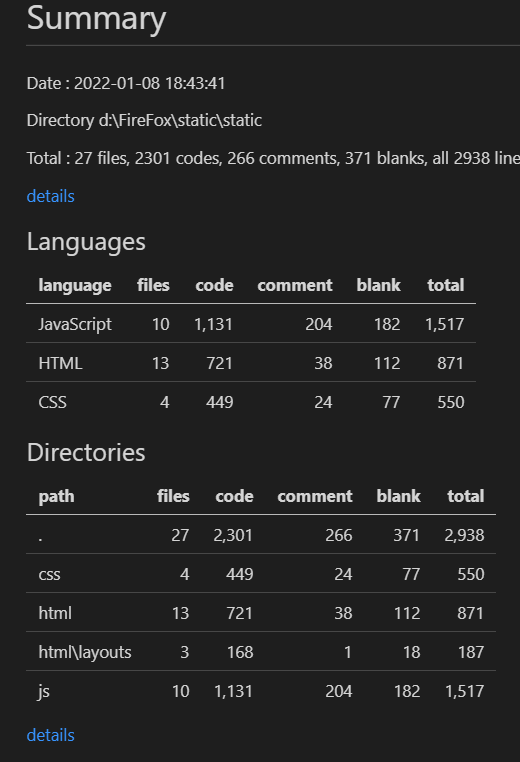 Summary
Date : 2022-01-08 18:43:41
Directory d:\FireFox\static\static
Total : 27 files, 2301 codes, 266 comments, 371 blanks, all 2938 line
details
Languages
language files code comment blank total
JavaScript 10 1,131 204 182 1,517
HTML 13 721 38 112 871
CSS 4 449 24 77 550
Directories
path files code comment blank total
. 27 2,301 266 371 2,938
css 4 449 24 77 550
html 13 721 38 112 871
html\layouts 3 168 1 18 187
js 10 1,131 204 182 1,517
details